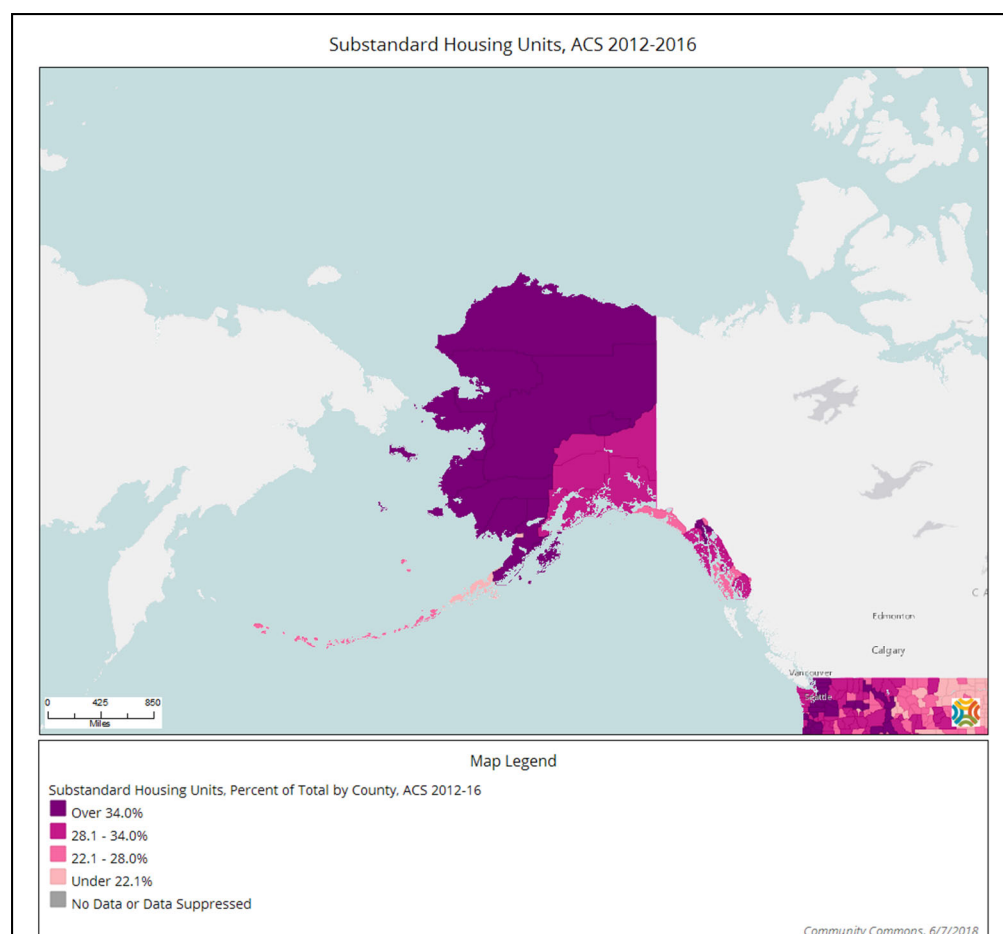 Substandard Housing Units, ACS 2012-2016
C A
Edmonton
Calgary
Vancouver
Seattle
0 425 850
Miles
Map Legend
Substandard Housing Units, Percent of Total by County, ACS 2012-16
Over 34.0%
28.1 - 34.0%
22.1 - 28.0%
Under 22.1%
No Data or Data Suppressed
Community Commons, 6/7/2018